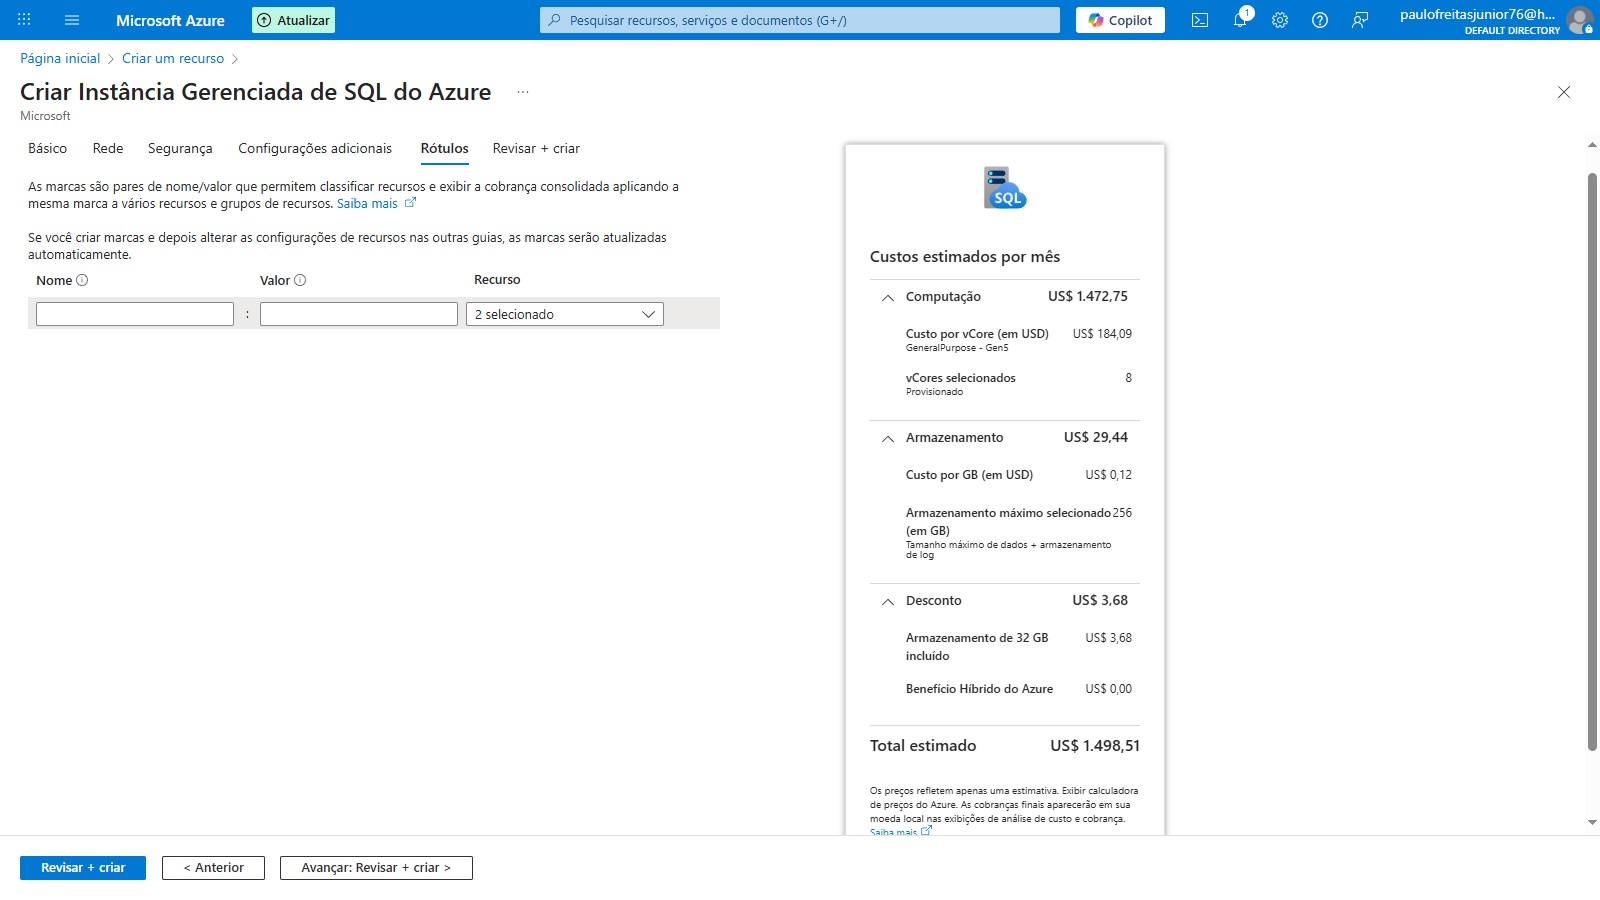 Microsoft Azure
Atualizar
Pesquisar recursos, serviços e documentos (G+/)
Copilot
1
paulofreitasjunior76@h...
DEFAULT DIRECTORY
Página inicial
Criar um recurso
Criar Instância Gerenciada de SQL do Azure
...
Microsoft
Básico
Rede
Segurança
Configurações adicionais
Rótulos
Revisar + criar
As marcas são pares de nome/valor que permitem classificar recursos e exibir a cobrança consolidada aplicando a
mesma marca a vários recursos e grupos de recursos. Saiba mais
Se você criar marcas e depois alterar as configurações de recursos nas outras guias, as marcas serão atualizadas
automaticamente.
Nome
Valor
Recurso
:
2 selecionado
SQL
Custos estimados por mês
Computação US$ 1.472,75
Custo por vCore (em USD) US$ 184,09
GeneralPurpose - Gen5
vCores selecionados 8
Provisionado
Armazenamento US$ 29,44
Custo por GB (em USD) US$ 0,12
Armazenamento máximo selecionado 256
(em GB)
Tamanho máximo de dados + armazenamento
de log
Desconto US$ 3,68
Armazenamento de 32 GB US$ 3,68
incluído
Benefício Híbrido do Azure US$ 0,00
Total estimado US$ 1.498,51
Os preços refletem apenas uma estimativa. Exibir calculadora
de preços do Azure. As cobranças finais aparecerão em sua
moeda local nas exibições de análise de custo e cobrança.
Saiba mais
Revisar + criar
< Anterior
Avançar: Revisar + criar >